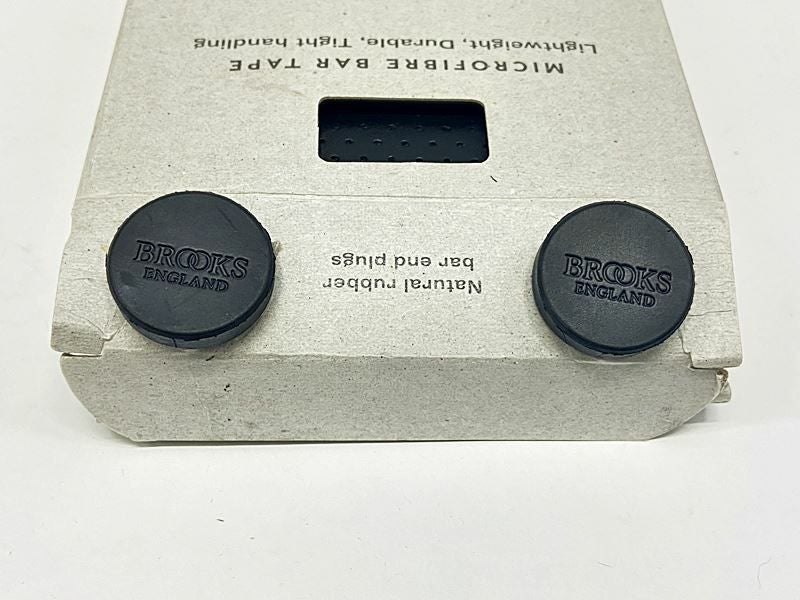 MICROFIBRE BAR TAPE
Lightweight, Durable, Tight handling
Natural rubber
bar end plugs
BROOKS
ENGLAND
BROOKS
ENGLAND